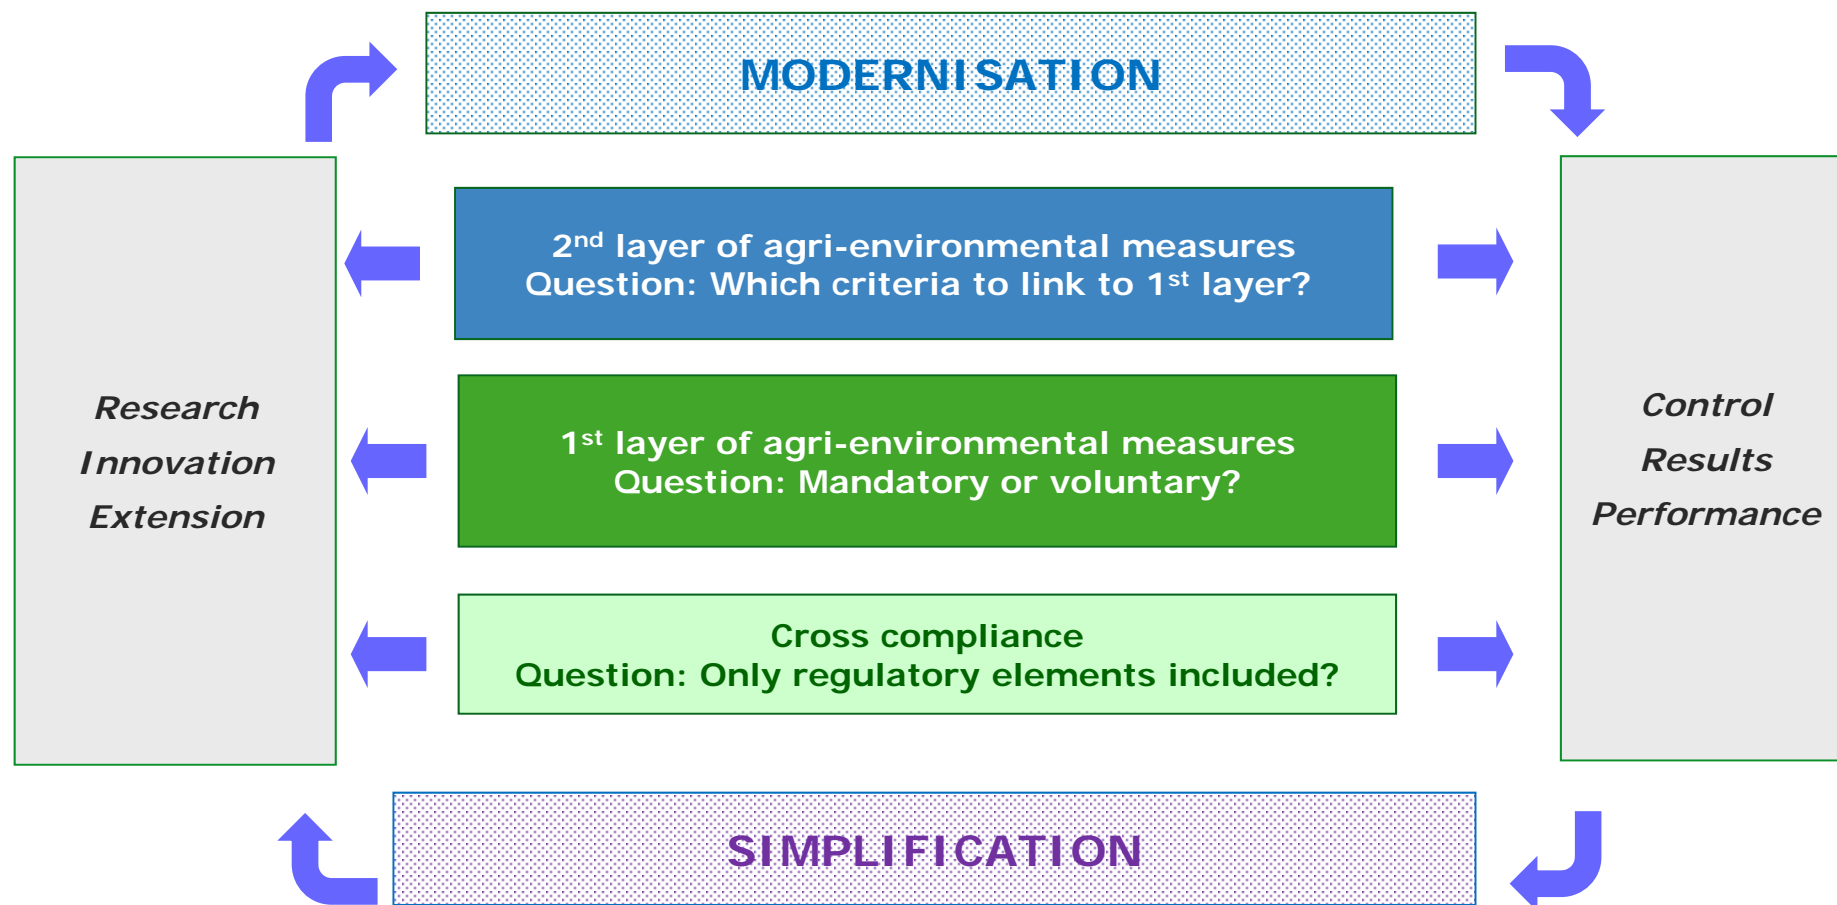 MODERNISATION
2nd layer of agri-environmental measures
Question: Which criteria to link to 1st layer?
Research
Innovation
Extension
1st layer of agri-environmental measures
Question: Mandatory or voluntary?
Control
Results
Performance
Cross compliance
Question: Only regulatory elements included?
SIMPLIFICATION